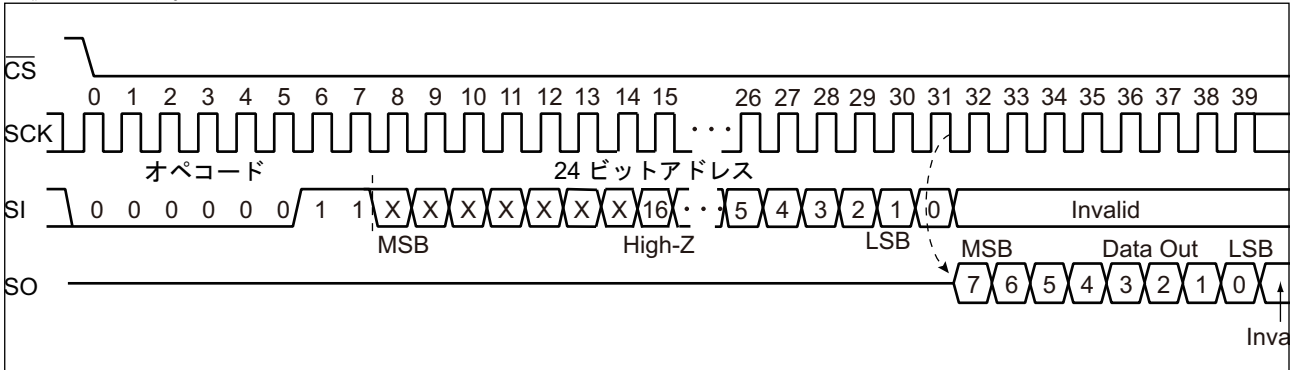 CS
0 1 2 3 4 5 6 7 8 9 10 11 12 13 14 15 26 27 28 29 30 31 32 33 34 35 36 37 38 39
SCK ···
オペコード 24 ビットアドレス
SI 0 0 0 0 0 0 1 1 X X X X X X X 16 ··· 5 4 3 2 1 0 Invalid
MSB High-Z LSB
MSB Data Out LSB
SO 7 6 5 4 3 2 1 0
Inva